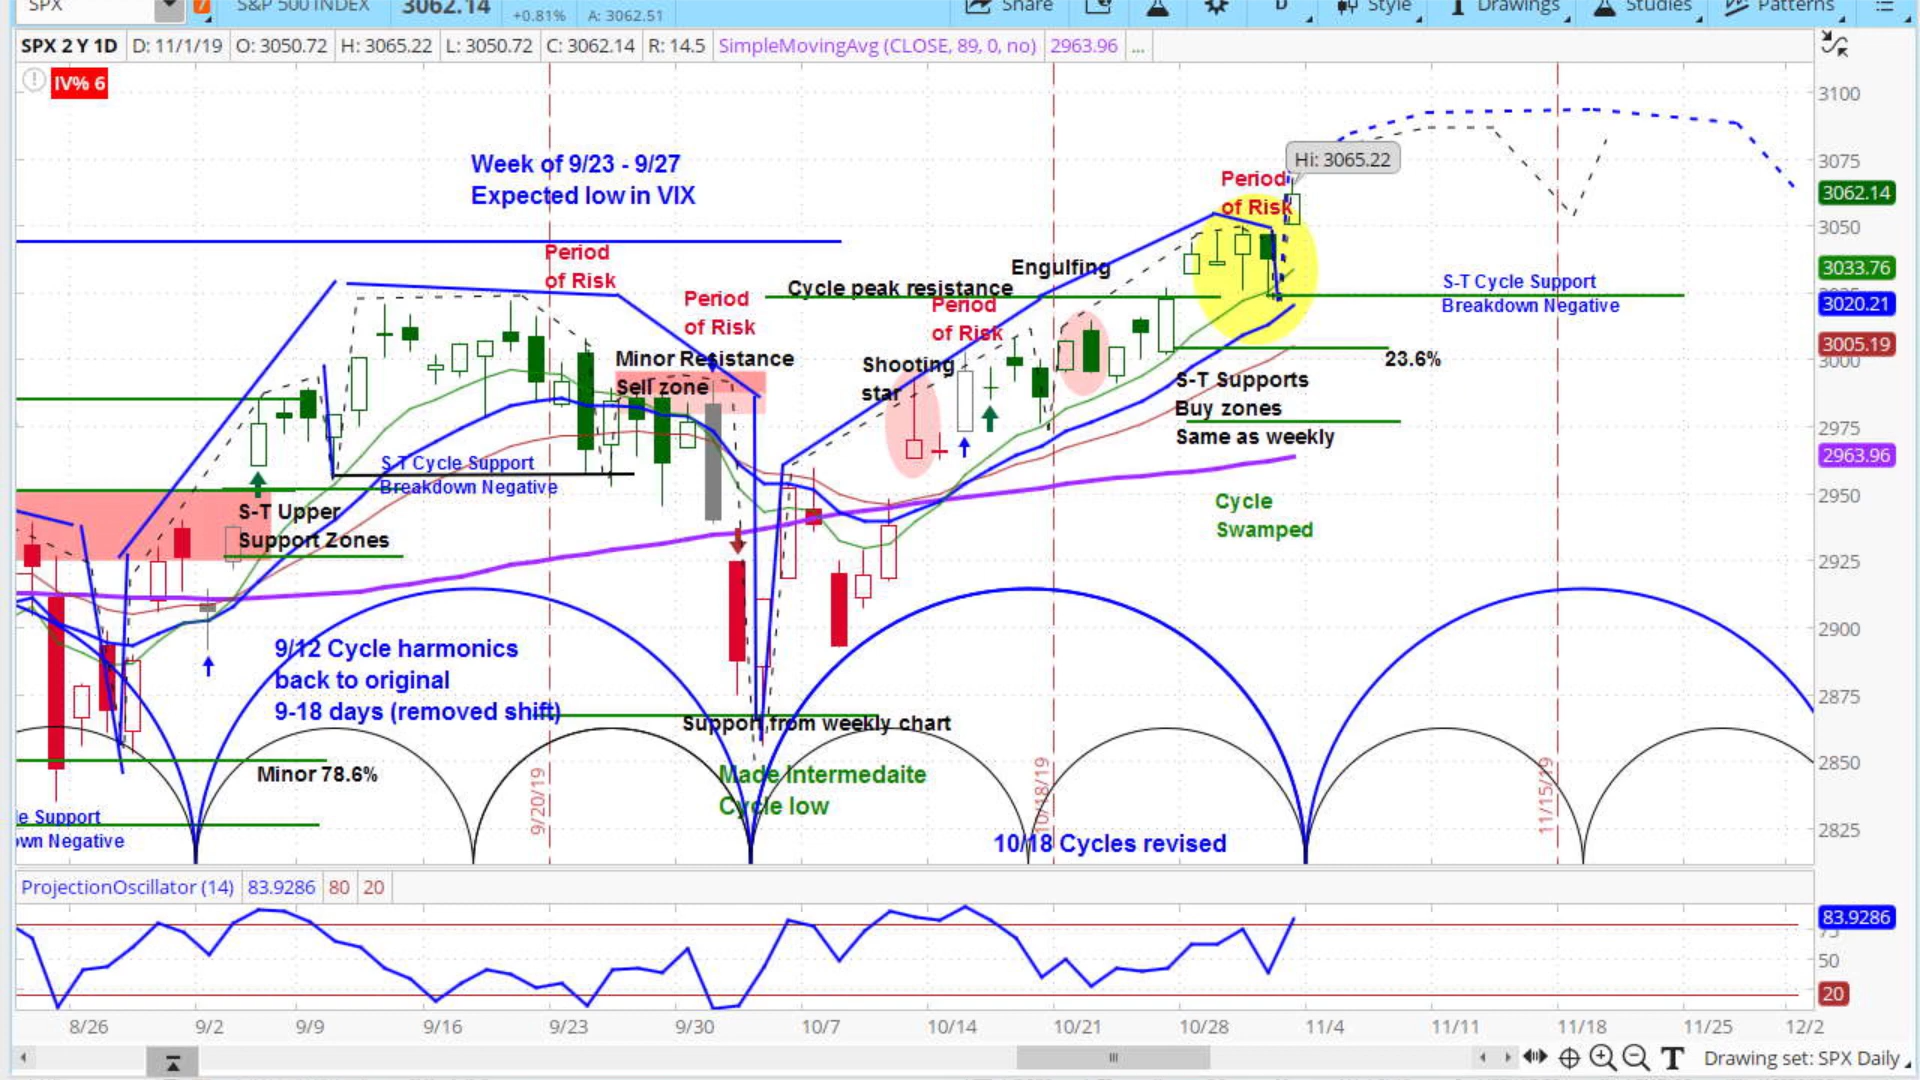 SPX
S&P 500 INDEX
3062.14
+0.81%
A: 3062.51
Share
D
Style
Drawings
Studies
Patterns
SPX 2 Y 1D
D: 11/1/19
O: 3050.72
H: 3065.22
L: 3050.72
C: 3062.14
R: 14.5
SimpleMovingAvg (CLOSE, 89, 0, no)
2963.96
...
IV% 6
3100
Hi: 3065.22
3075
Week of 9/23 - 9/27
Expected low in VIX
Period
of Risk
3062.14
3050
Period
of Risk
Engulfing
3033.76
Cycle peak resistance
S-T Cycle Support
Breakdown Negative
3020.21
Period
of Risk
Period
of Risk
3005.19
3000
Minor Resistance
Sell zone
Shooting
star
23.6%
S-T Supports
Buy zones
Same as weekly
2975
2963.96
S-T Cycle Support
Breakdown Negative
2950
S-T Upper
Support Zones
Cycle
Swamped
2925
2900
9/12 Cycle harmonics
back to original
9-18 days (removed shift)
2875
Support from weekly chart
2850
Minor 78.6%
Made Intermedaite
Cycle low
9/20/19
10/18/19
11/15/19
le Support
wn Negative
2825
10/18 Cycles revised
ProjectionOscillator (14)
83.9286
80
20
83.9286
50
20
8/26
9/2
9/9
9/16
9/23
9/30
10/7
10/14
10/21
10/28
11/4
11/11
11/18
11/25
12/2
T
Drawing set: SPX Daily